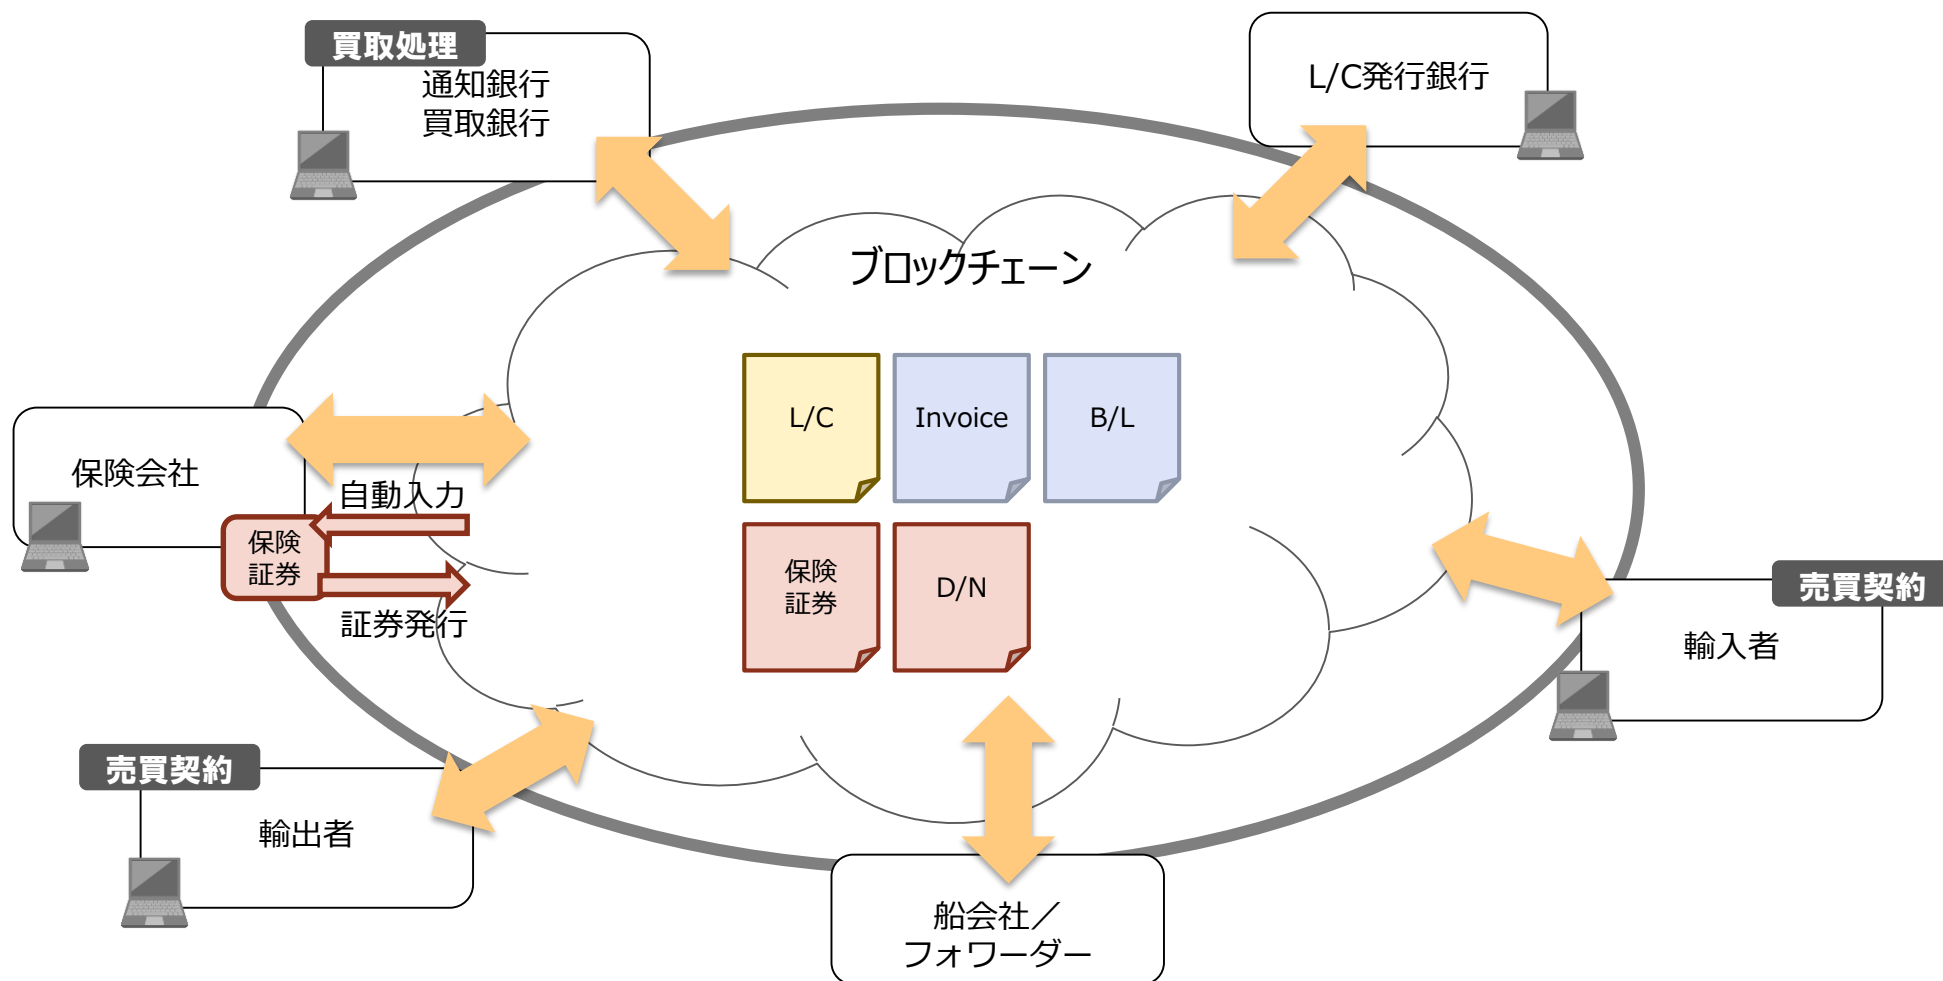 買取処理
通知銀行
買取銀行
L/C発行銀行
ブロックチェーン
L/C
Invoice
B/L
保険会社
自動入力
保険
証券
証券発行
保険
証券
D/N
売買契約
輸入者
売買契約
輸出者
船会社／
フォワーダー